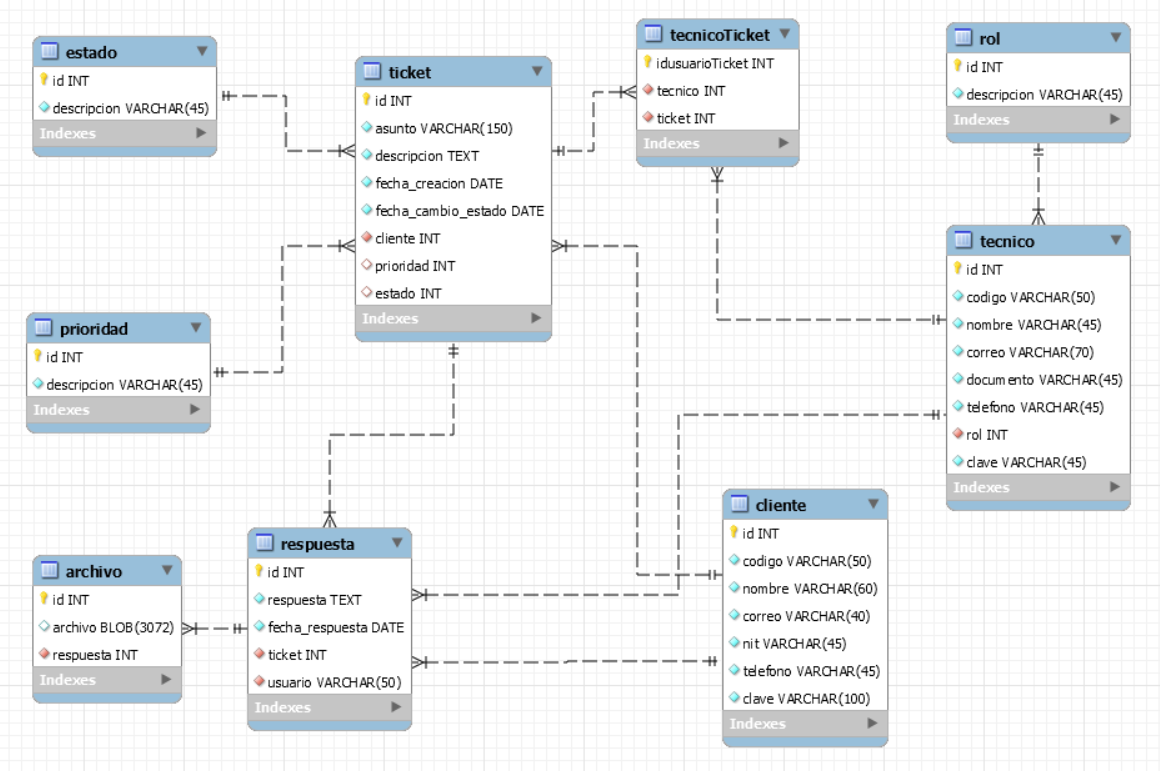 estado
id INT
descripcion VARCHAR(45)
Indexes
ticket
id INT
asunto VARCHAR(150)
descripcion TEXT
fecha_creacion DATE
fecha_cambio_estado DATE
cliente INT
prioridad INT
estado INT
Indexes
tecnicoTicket
idusuarioTicket INT
tecnico INT
ticket INT
Indexes
rol
id INT
descripcion VARCHAR(45)
Indexes
prioridad
id INT
descripcion VARCHAR(45)
Indexes
tecnico
id INT
codigo VARCHAR(50)
nombre VARCHAR(45)
correo VARCHAR(70)
documento VARCHAR(45)
telefono VARCHAR(45)
rol INT
clave VARCHAR(45)
Indexes
archivo
id INT
archivo BLOB(3072)
respuesta INT
Indexes
respuesta
id INT
respuesta TEXT
fecha_respuesta DATE
ticket INT
usuario VARCHAR(50)
Indexes
cliente
id INT
codigo VARCHAR(50)
nombre VARCHAR(60)
correo VARCHAR(40)
nit VARCHAR(45)
telefono VARCHAR(45)
clave VARCHAR(100)
Indexes